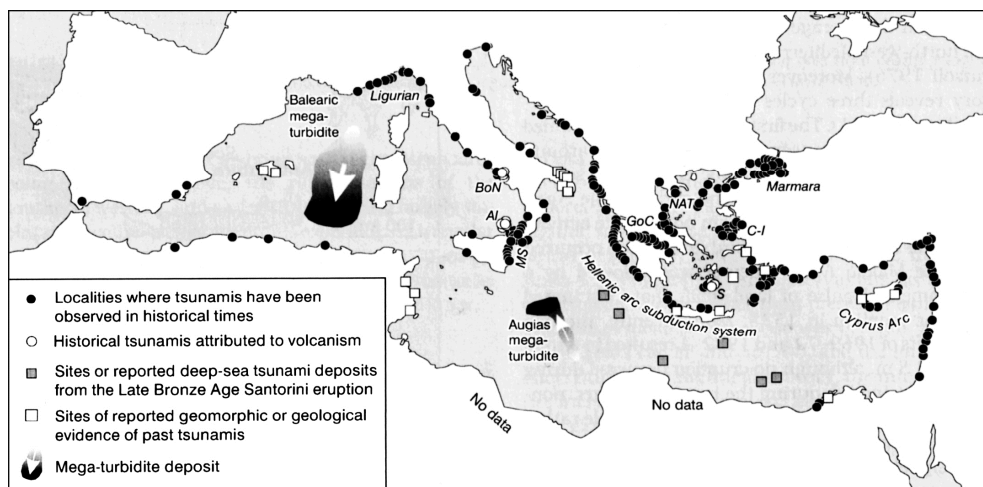 Balearic
mega-
turbidite
Ligurian
BoN
AI
MS
GoC
NAT
Marmara
C-I
S
Hellenic arc subduction system
Cyprus Arc
Augias
mega-
turbidite
No data
No data
Localities where tsunamis have been
observed in historical times
Historical tsunamis attributed to volcanism
Sites or reported deep-sea tsunami deposits
from the Late Bronze Age Santorini eruption
Sites of reported geomorphic or geological
evidence of past tsunamis
Mega-turbidite deposit